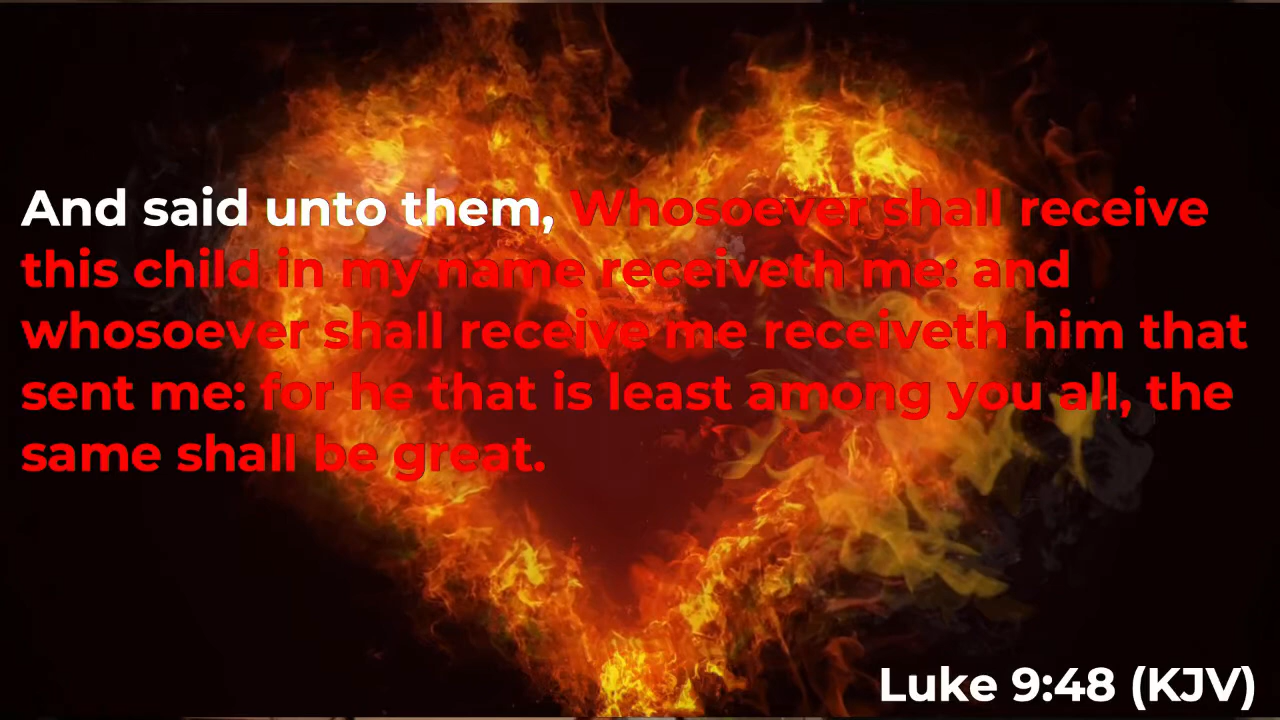 And said unto them, Whosoever shall receive
this child in my name receiveth me: and
whosoever shall receive me receiveth him that
sent me: for he that is least among you all, the
same shall be great.
Luke 9:48 (KJV)